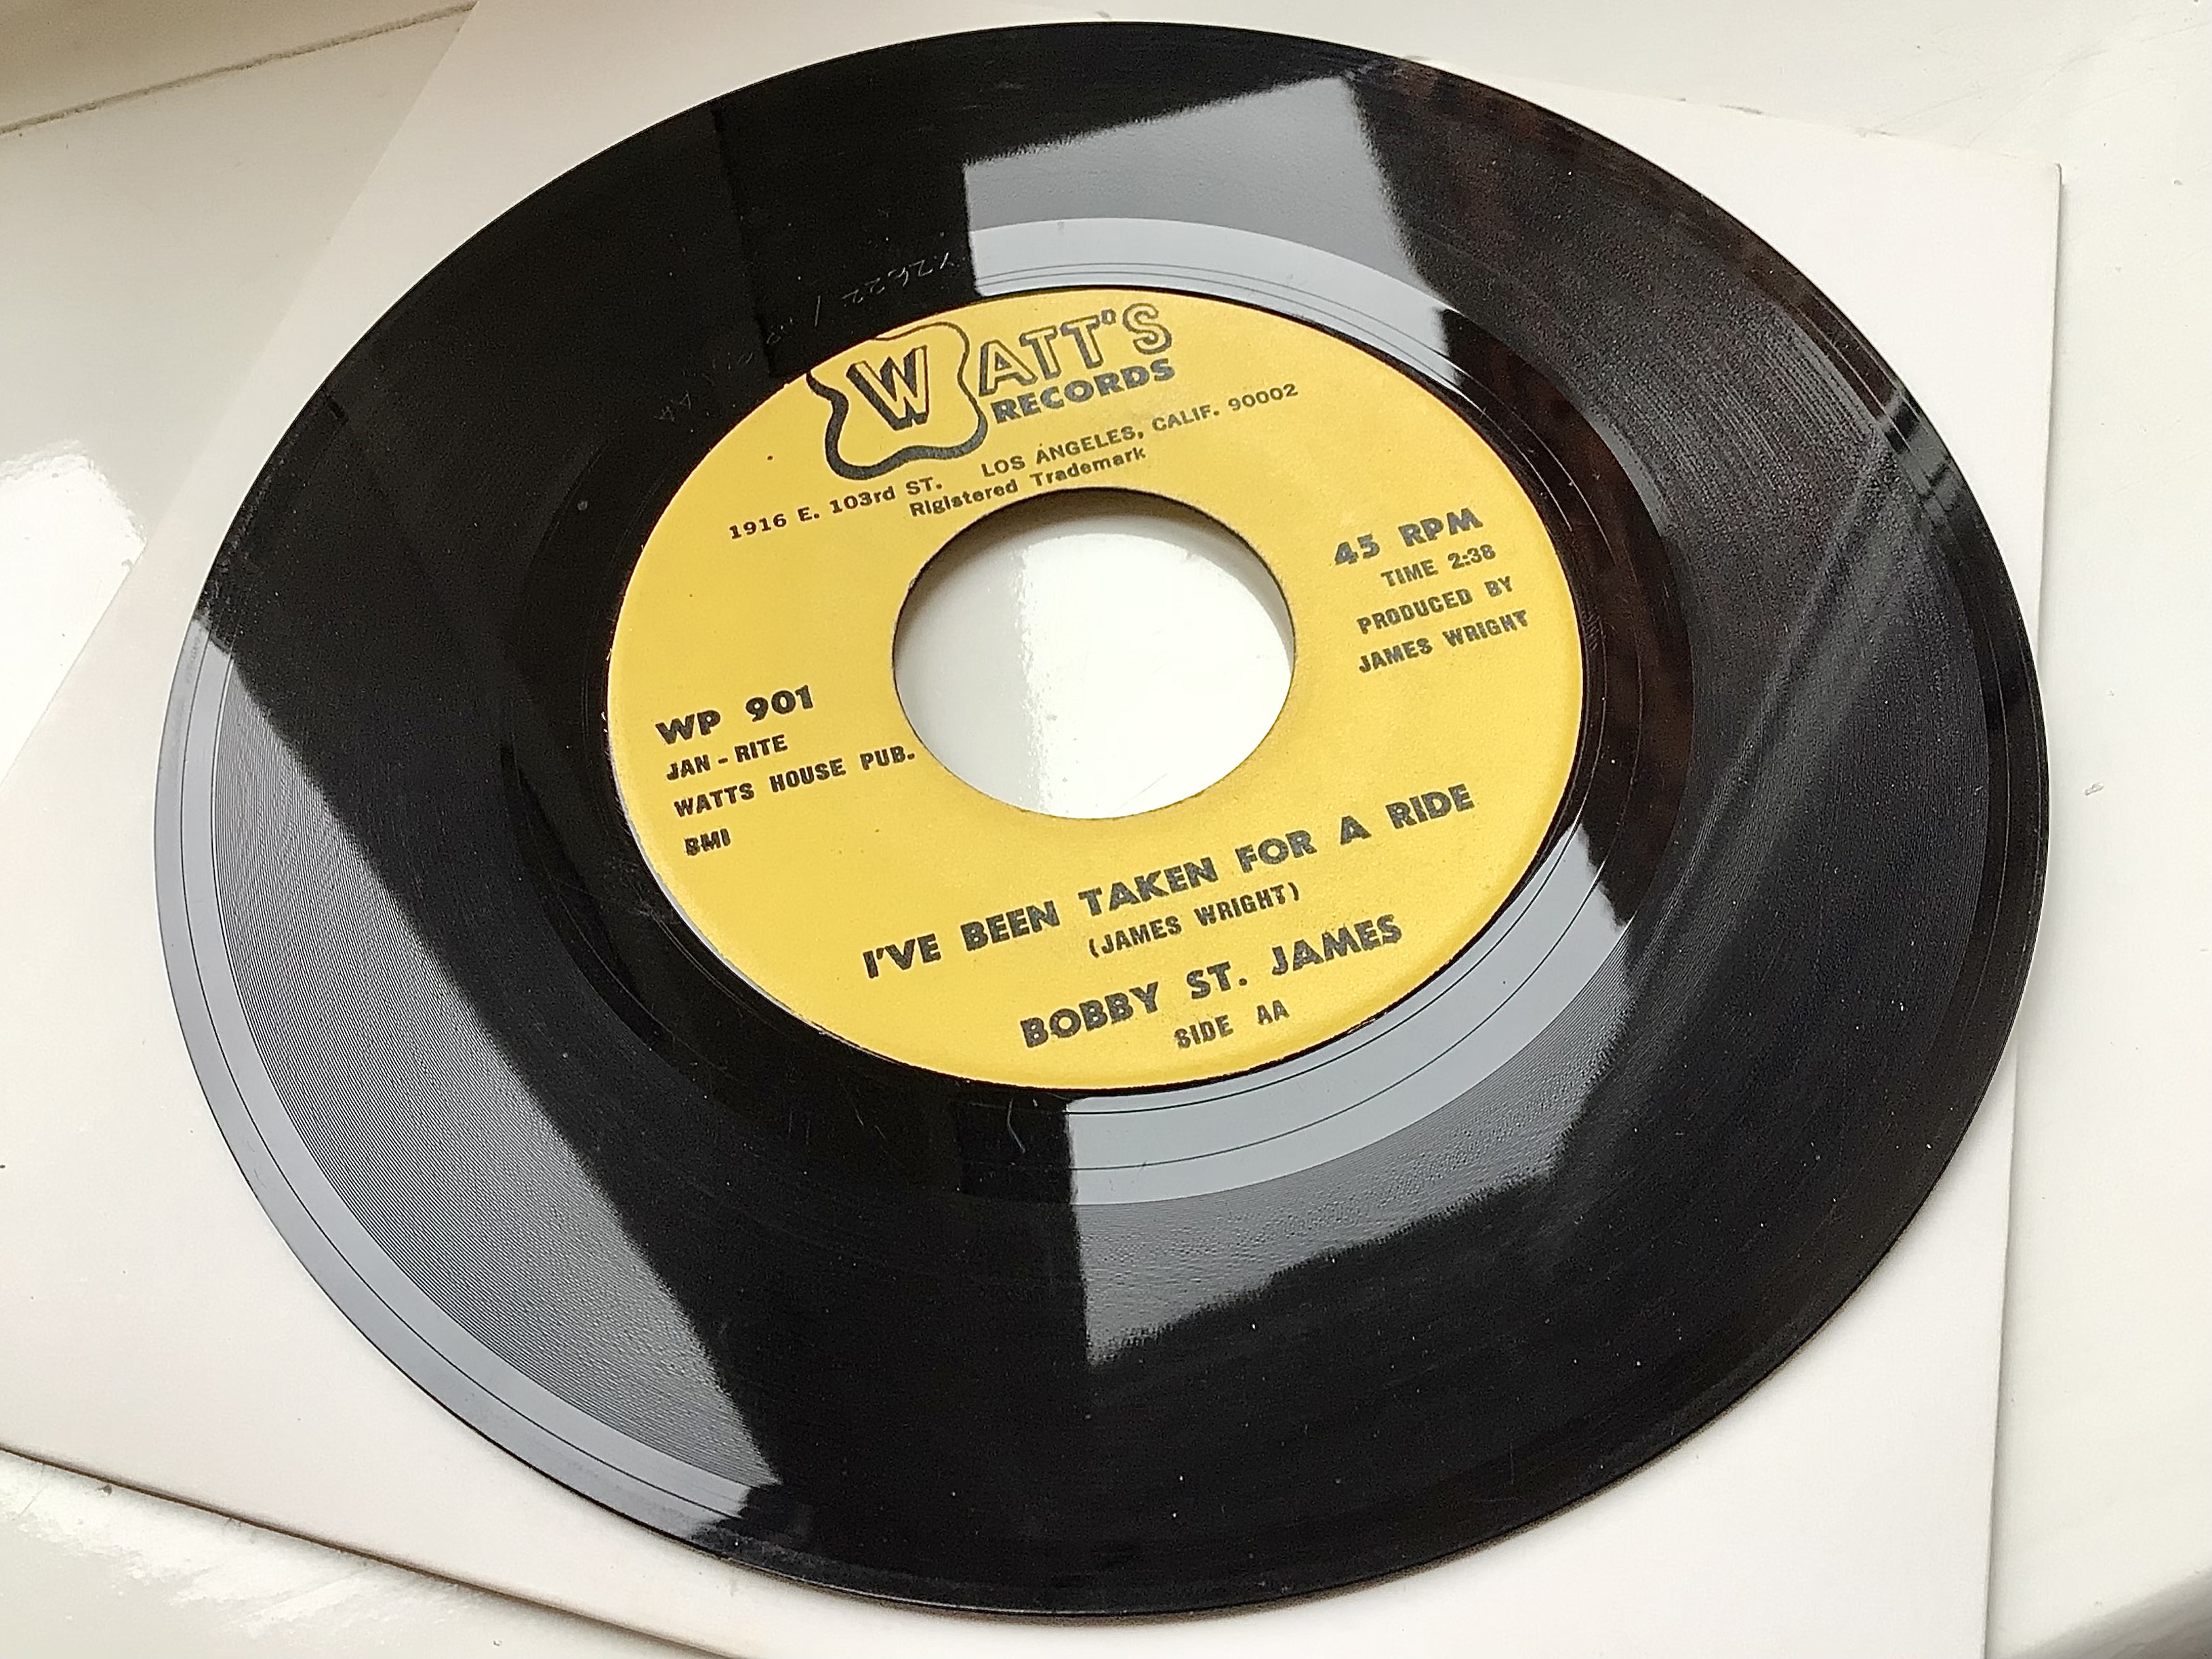 WATT'S
RECORDS
1916 E. 103rd ST. LOS ANGELES, CALIF. 90002
Rigistered Trademark
45 RPM
TIME 2:38
PRODUCED BY
JAMES WRIGHT
WP 901
JAN-RITE
WATTS HOUSE PUB.
BMI
I'VE BEEN TAKEN FOR A RIDE
(JAMES WRIGHT)
BOBBY ST. JAMES
SIDE AA